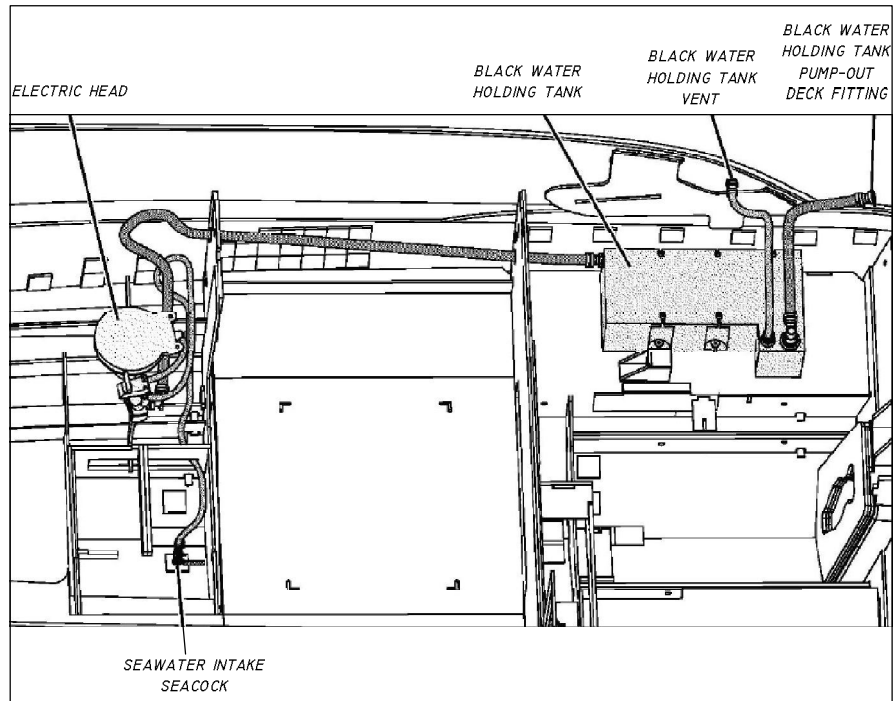 ELECTRIC HEAD
BLACK WATER
HOLDING TANK
BLACK WATER
HOLDING TANK
VENT
BLACK WATER
HOLDING TANK
PUMP-OUT
DECK FITTING
SEAWATER INTAKE
SEACOCK